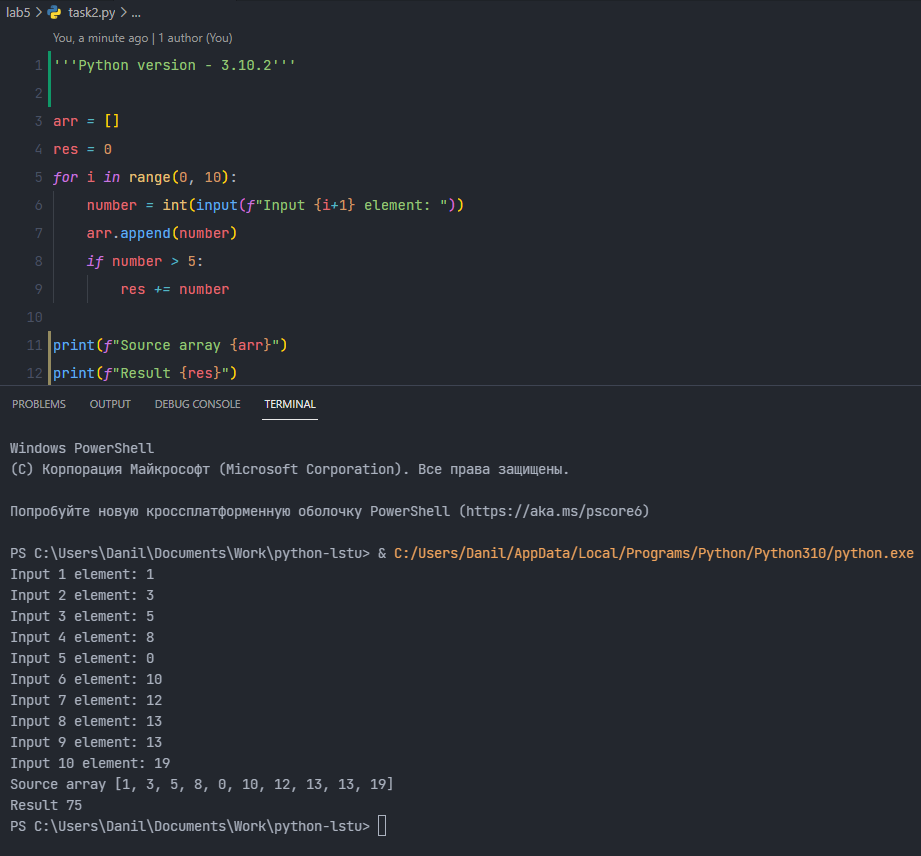 lab5 > task2.py > ...
You, a minute ago | 1 author (You)
1 '''Python version - 3.10.2'''
2
3 arr = []
4 res = 0
5 for i in range(0, 10):
6 number = int(input(f"Input {i+1} element: "))
7 arr.append(number)
8 if number > 5:
9 res += number
10
11 print(f"Source array {arr}")
12 print(f"Result {res}")
PROBLEMS OUTPUT DEBUG CONSOLE TERMINAL
Windows PowerShell
(C) Корпорация Майкрософт (Microsoft Corporation). Все права защищены.
Попробуйте новую кроссплатформенную оболочку PowerShell (https://aka.ms/pscore6)
PS C:\Users\Danil\Documents\Work\python-lstu> & C:/Users/Danil/AppData/Local/Programs/Python/Python310/python.exe
Input 1 element: 1
Input 2 element: 3
Input 3 element: 5
Input 4 element: 8
Input 5 element: 0
Input 6 element: 10
Input 7 element: 12
Input 8 element: 13
Input 9 element: 13
Input 10 element: 19
Source array [1, 3, 5, 8, 0, 10, 12, 13, 13, 19]
Result 75
PS C:\Users\Danil\Documents\Work\python-lstu>